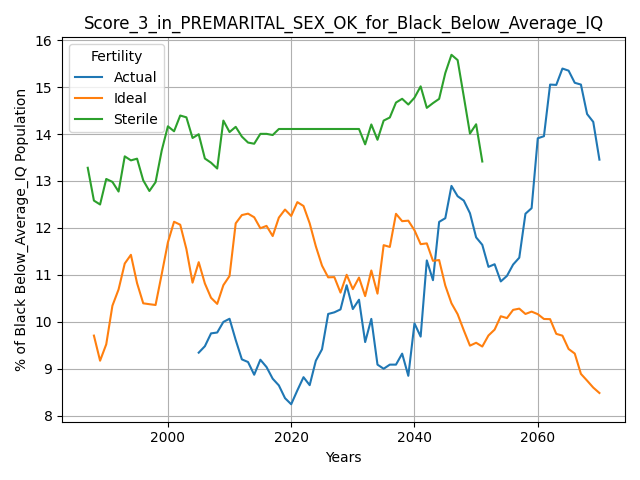 Score_3_in_PREMARITAL_SEX_OK_for_Black_Below_Average_IQ
% of Black Below_Average_IQ Population
16
15
14
13
12
11
10
9
8
Fertility
Actual
Ideal
Sterile
2000
2020
2040
2060
Years